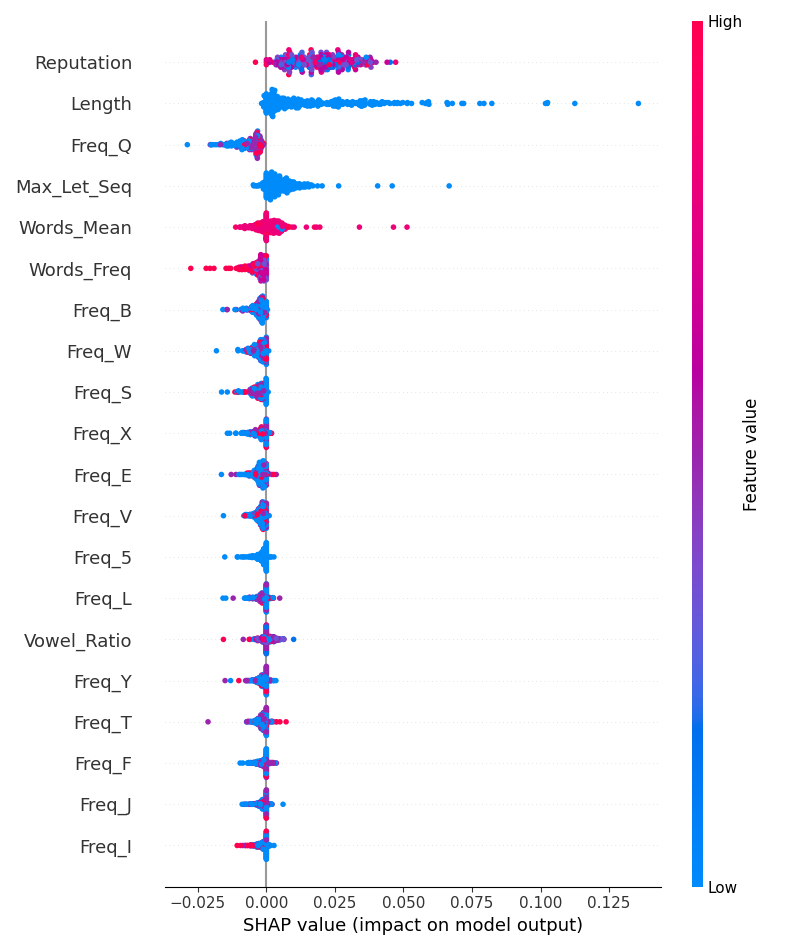 High
Reputation
Length
Freq_Q
Max_Let_Seq
Words_Mean
Words_Freq
Freq_B
Freq_W
Freq_S
Freq_X
Freq_E
Freq_V
Freq_5
Freq_L
Vowel_Ratio
Freq_Y
Freq_T
Freq_F
Freq_J
Freq_I
Feature value
Low
−0.025 0.000 0.025 0.050 0.075 0.100 0.125
SHAP value (impact on model output)